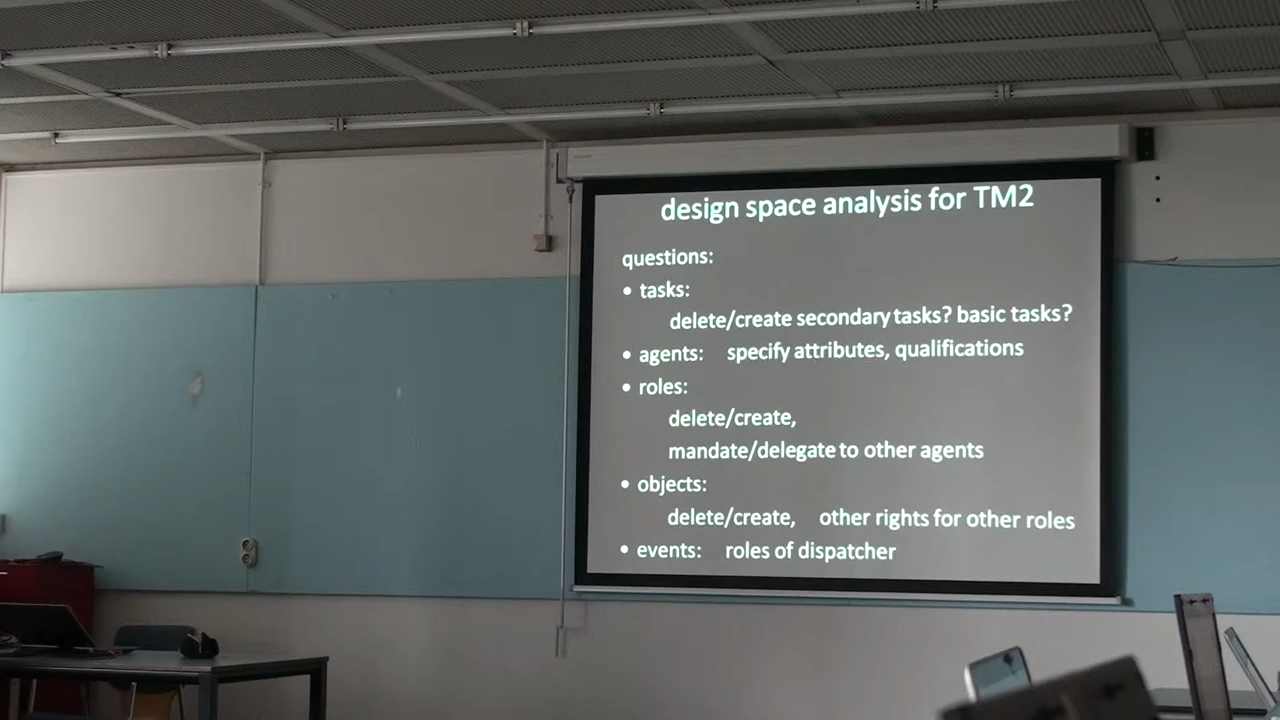 design space analysis for TM2
questions:
• tasks:
delete/create secondary tasks? basic tasks?
• agents: specify attributes, qualifications
• roles:
delete/create,
mandate/delegate to other agents
• objects:
delete/create, other rights for other roles
• events: roles of dispatcher